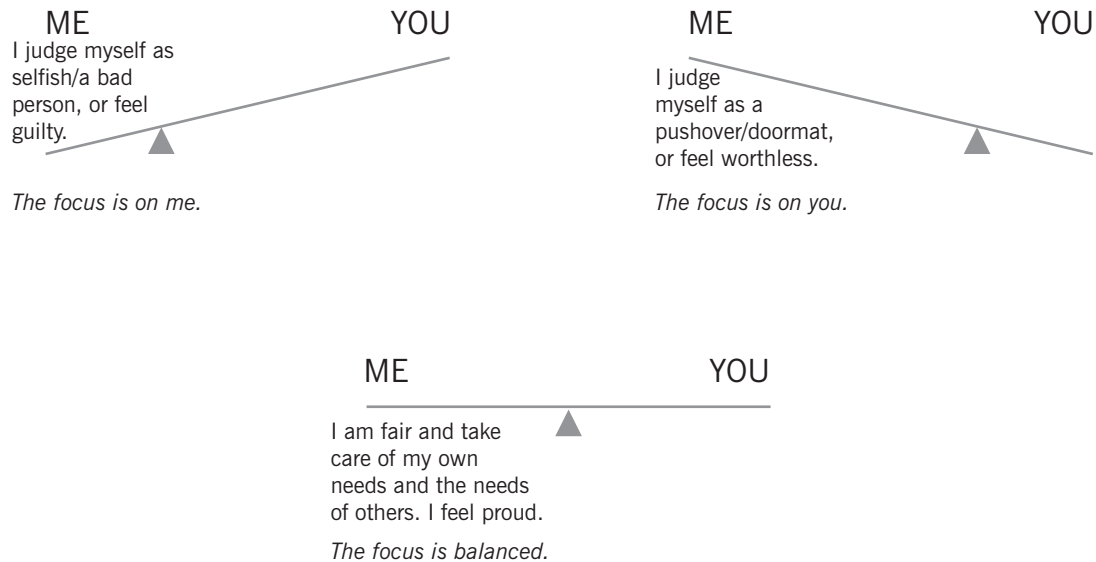 ME
YOU
I judge myself as
selfish/a bad
person, or feel
guilty.
The focus is on me.
ME
YOU
I judge
myself as a
pushover/doormat,
or feel worthless.
The focus is on you.
ME
YOU
I am fair and take
care of my own
needs and the needs
of others. I feel proud.
The focus is balanced.